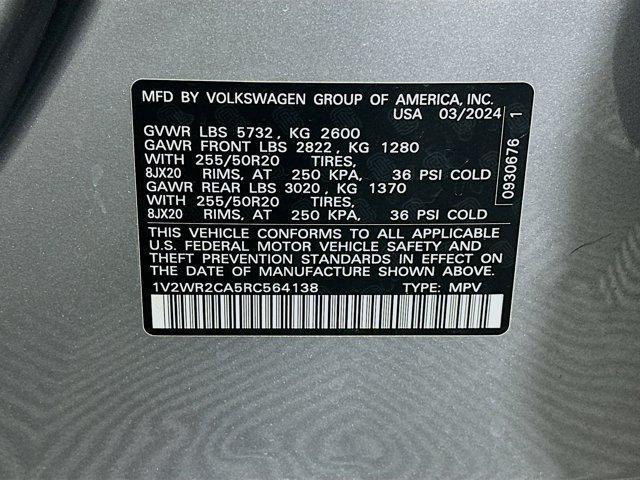 MFD BY VOLKSWAGEN GROUP OF AMERICA, INC.
USA 03/2024
GVWR LBS 5732 , KG 2600
GAWR FRONT LBS 2822 , KG 1280
WITH 255/50R20 TIRES,
8JX20 RIMS, AT 250 KPA, 36 PSI COLD
GAWR REAR LBS 3020 , KG 1370
WITH 255/50R20 TIRES,
8JX20 RIMS, AT 250 KPA, 36 PSI COLD
THIS VEHICLE CONFORMS TO ALL APPLICABLE
U.S. FEDERAL MOTOR VEHICLE SAFETY AND
THEFT PREVENTION STANDARDS IN EFFECT ON
THE DATE OF MANUFACTURE SHOWN ABOVE.
1V2WR2CA5RC564138 TYPE: MPV
0930676 1